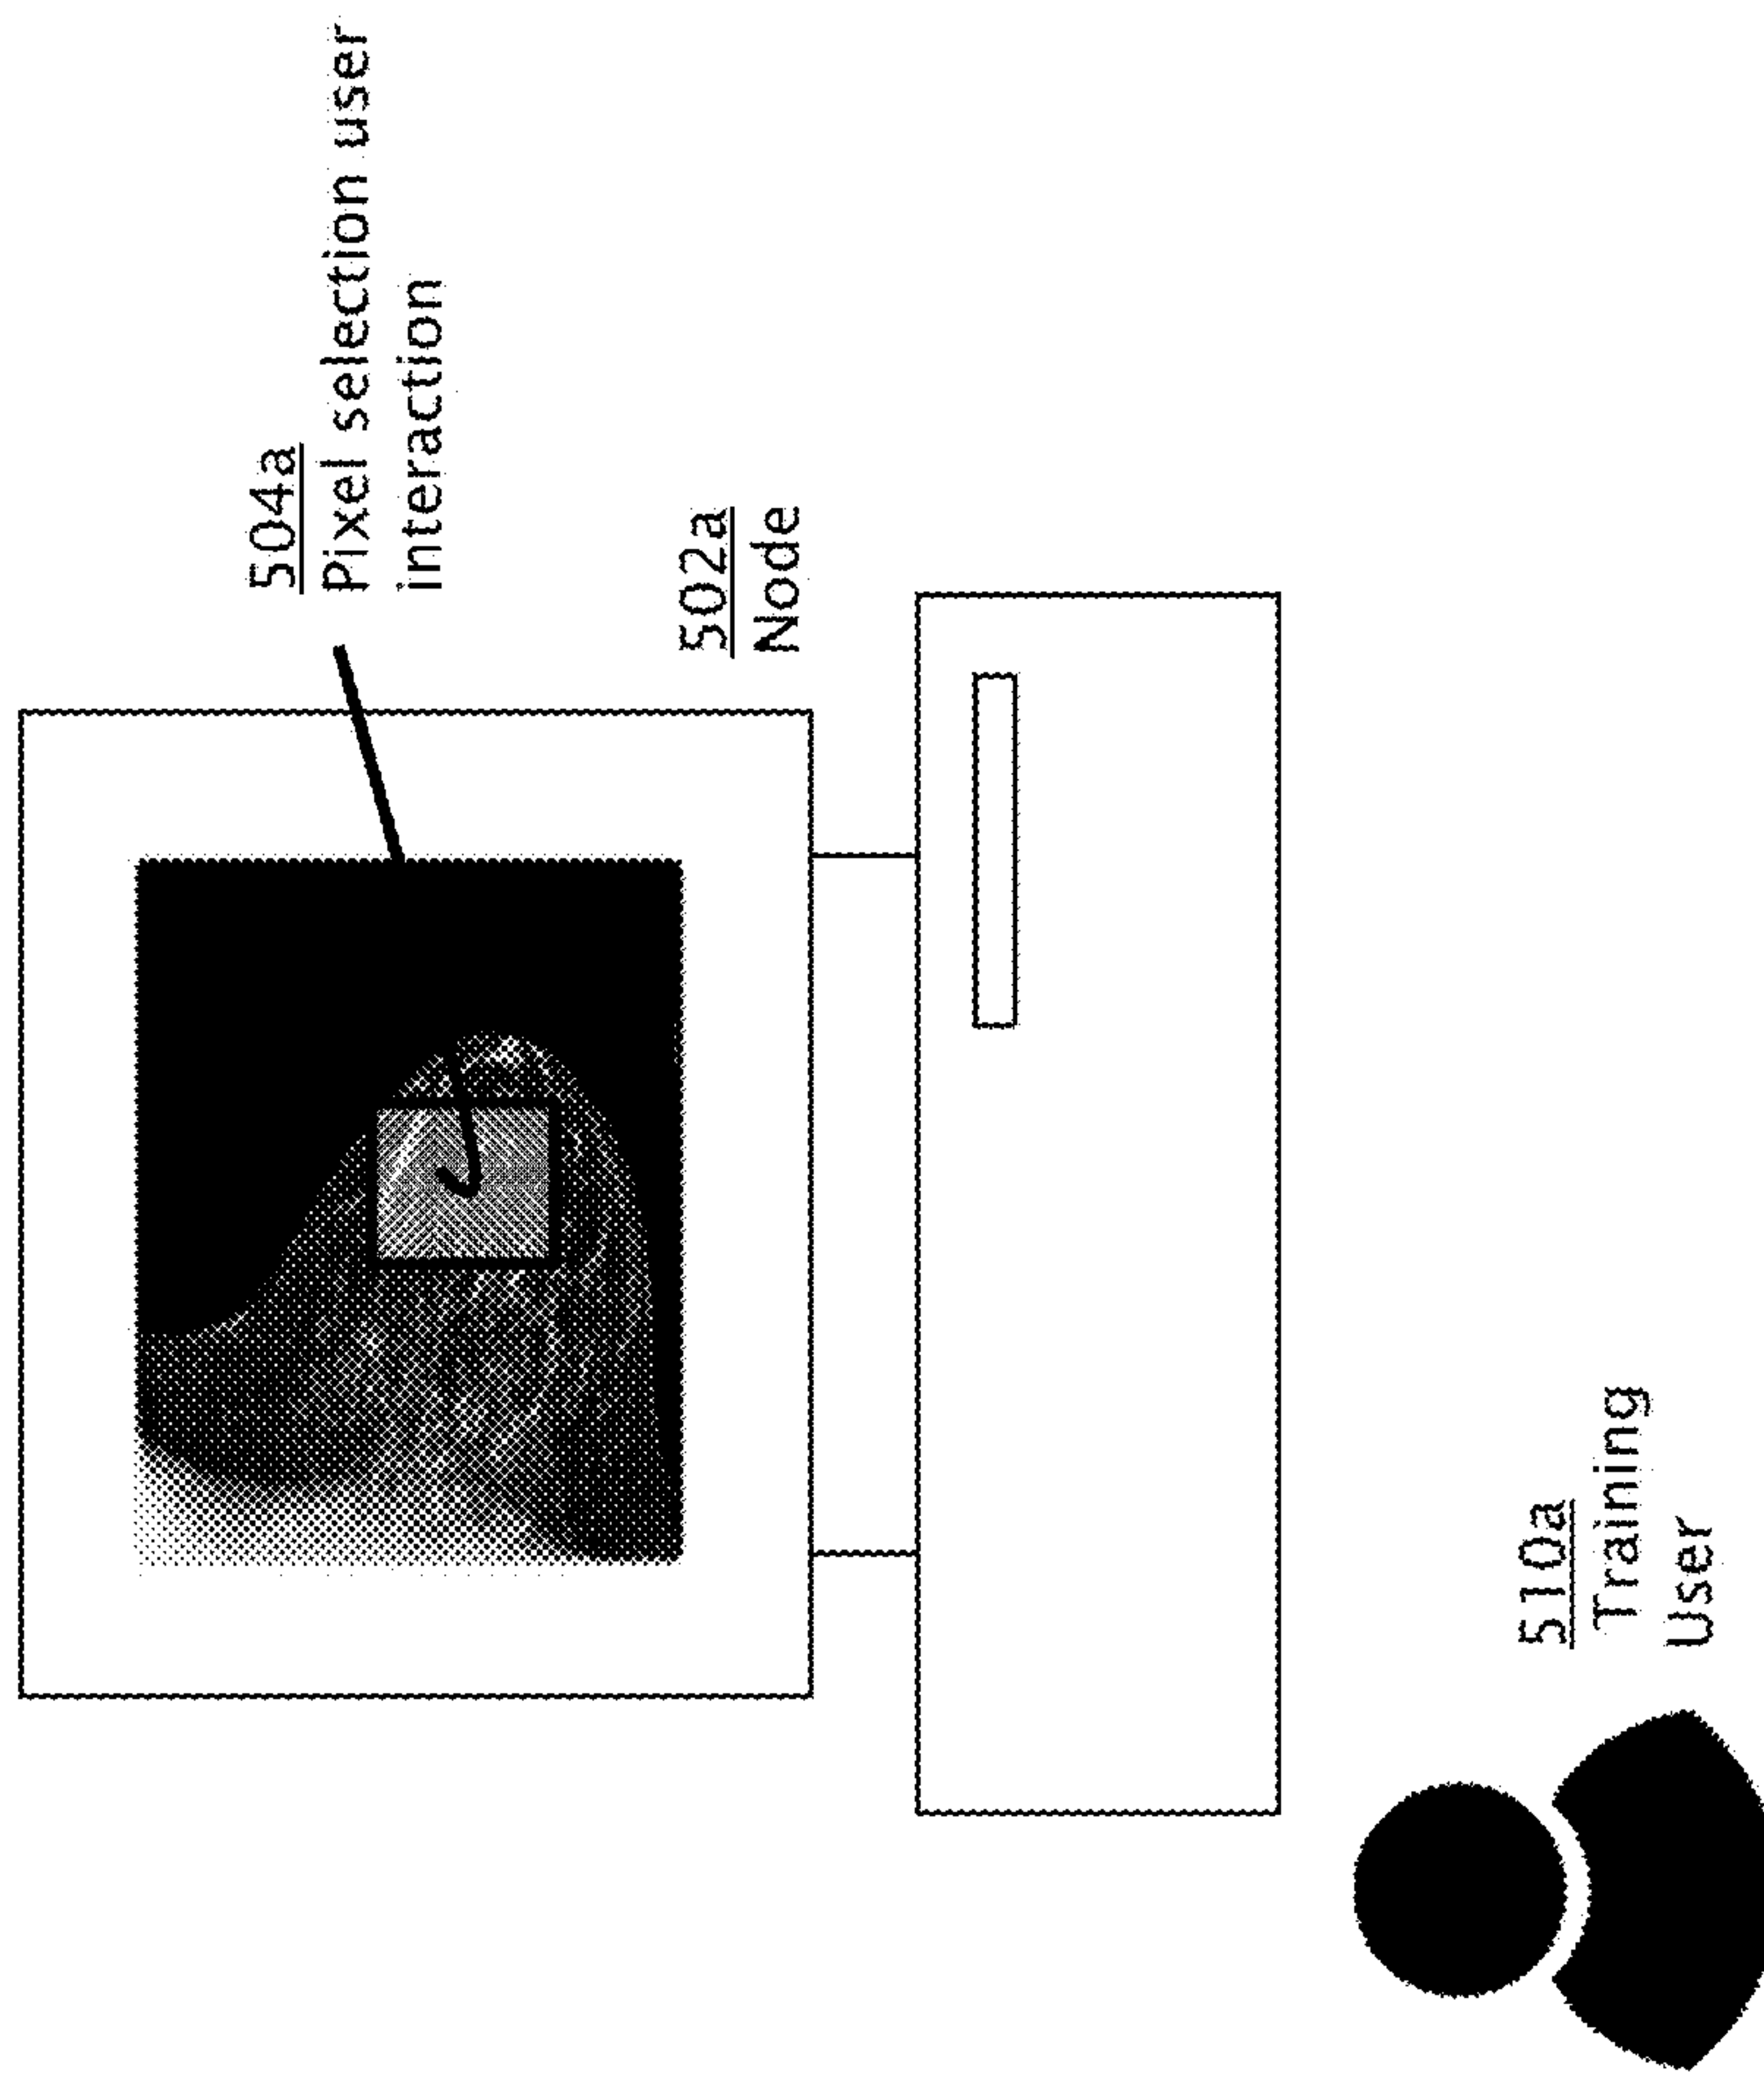 504a
Pixel selection user
interaction
502a
Node
510a
Training
User